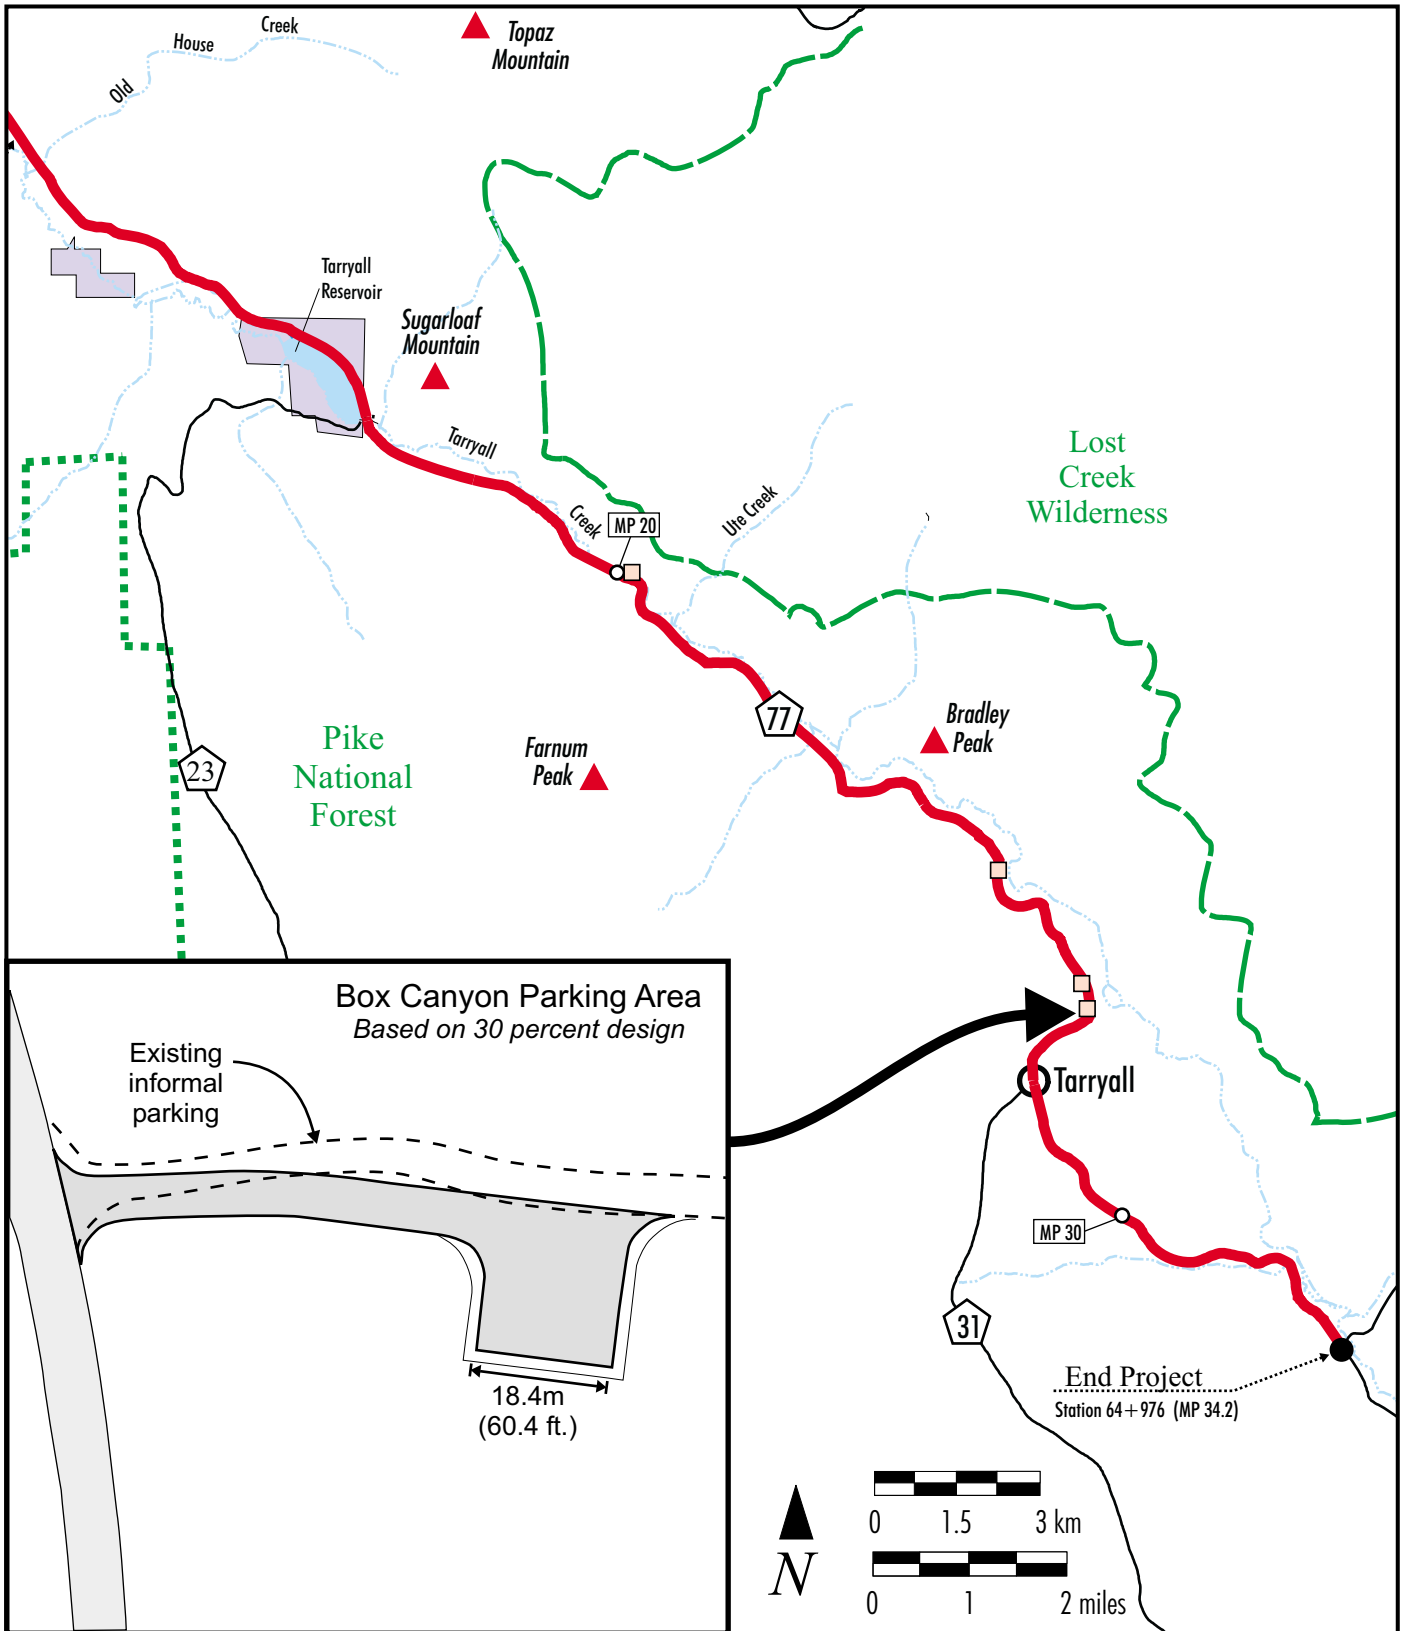 Topaz
Mountain
Old House Creek
Tarryall
Reservoir
Sugarloaf
Mountain
Tarryall Creek
MP 20
Ute Creek
Lost
Creek
Wilderness
77
Bradley
Peak
Farnum
Peak
Pike
National
Forest
23
Box Canyon Parking Area
Based on 30 percent design
Existing
informal
parking
18.4m
(60.4 ft.)
Tarryall
MP 30
31
End Project
Station 64+976 (MP 34.2)
N
0 1.5 3 km
0 1 2 miles